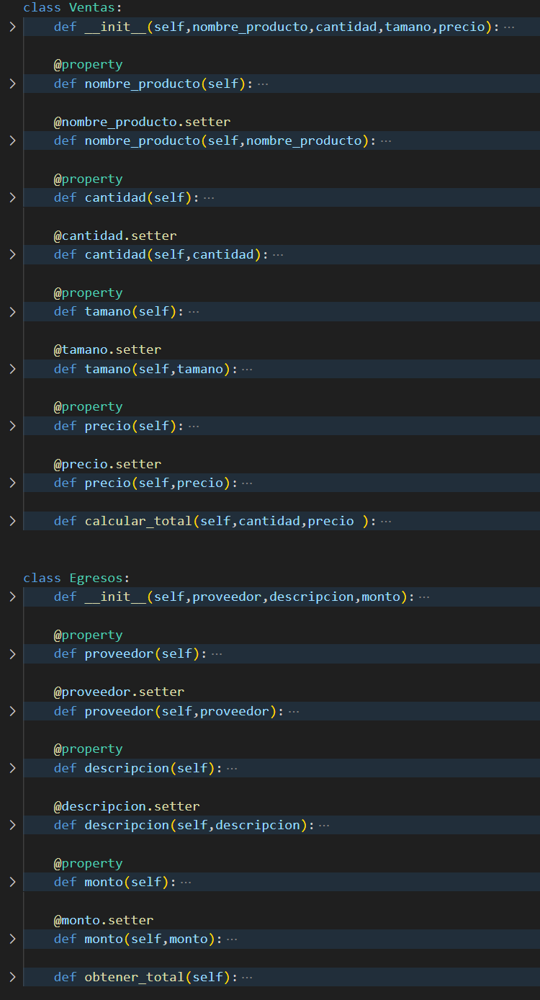 class Ventas:
def __init__(self,nombre_producto,cantidad,tamano,precio):···
@property
def nombre_producto(self):···
@nombre_producto.setter
def nombre_producto(self,nombre_producto):···
@property
def cantidad(self):···
@cantidad.setter
def cantidad(self,cantidad):···
@property
def tamano(self):···
@tamano.setter
def tamano(self,tamano):···
@property
def precio(self):···
@precio.setter
def precio(self,precio):···
def calcular_total(self,cantidad,precio ):···
class Egresos:
def __init__(self,proveedor,descripcion,monto):···
@property
def proveedor(self):···
@proveedor.setter
def proveedor(self,proveedor):···
@property
def descripcion(self):···
@descripcion.setter
def descripcion(self,descripcion):···
@property
def monto(self):···
@monto.setter
def monto(self,monto):···
def obtener_total(self):···